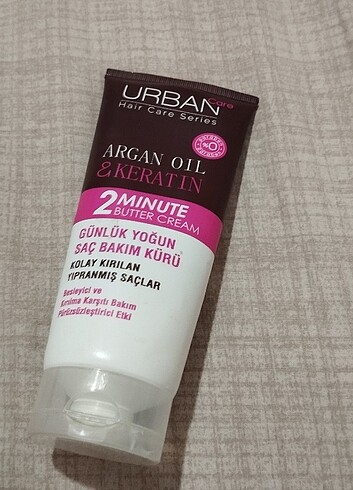 URBAN Care
Hair Care Series
%0
ARGAN OIL
& KERATIN
2 MINUTE
BUTTER CREAM
GÜNLÜK YOĞUN
SAÇ BAKIM KÜRÜ
KOLAY KIRILAN
YIPRANMIŞ SAÇLAR
Besleyici ve
Kırılma Karşıtı Bakım
Pürüzsüzleştirici Etki